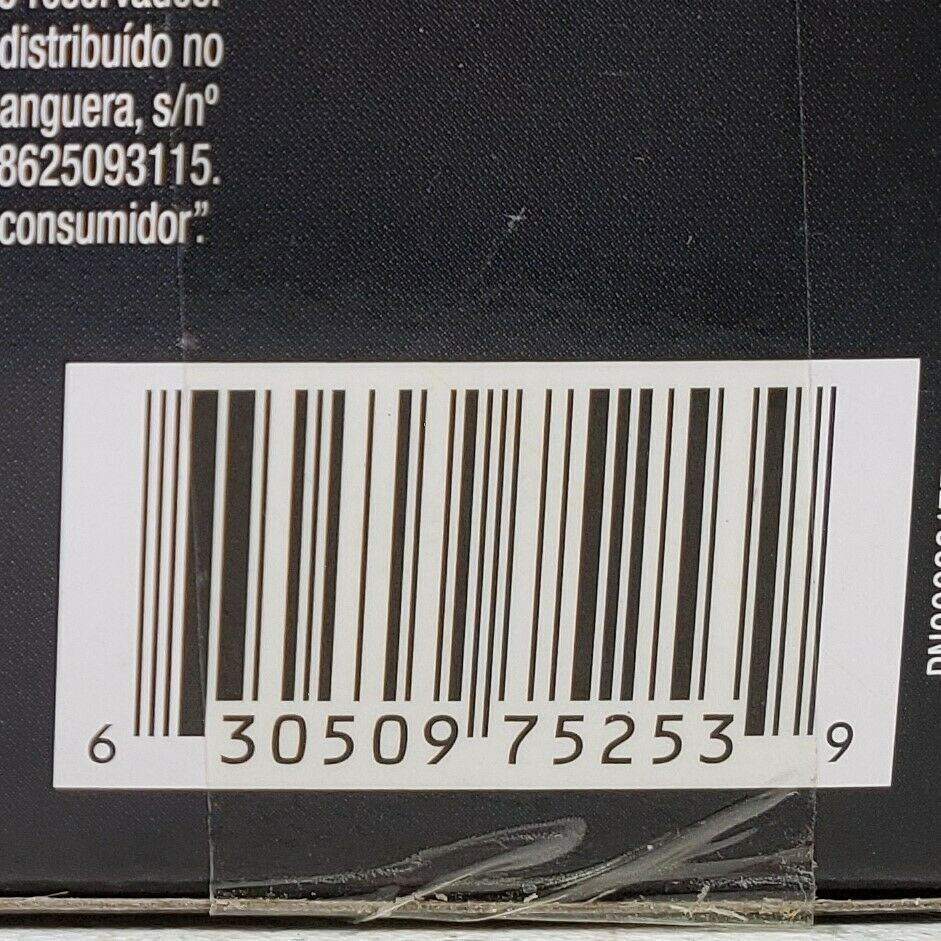 distribuído no
anguera, s/nº
8625093115.
consumidor”.
6 30509 75253 9